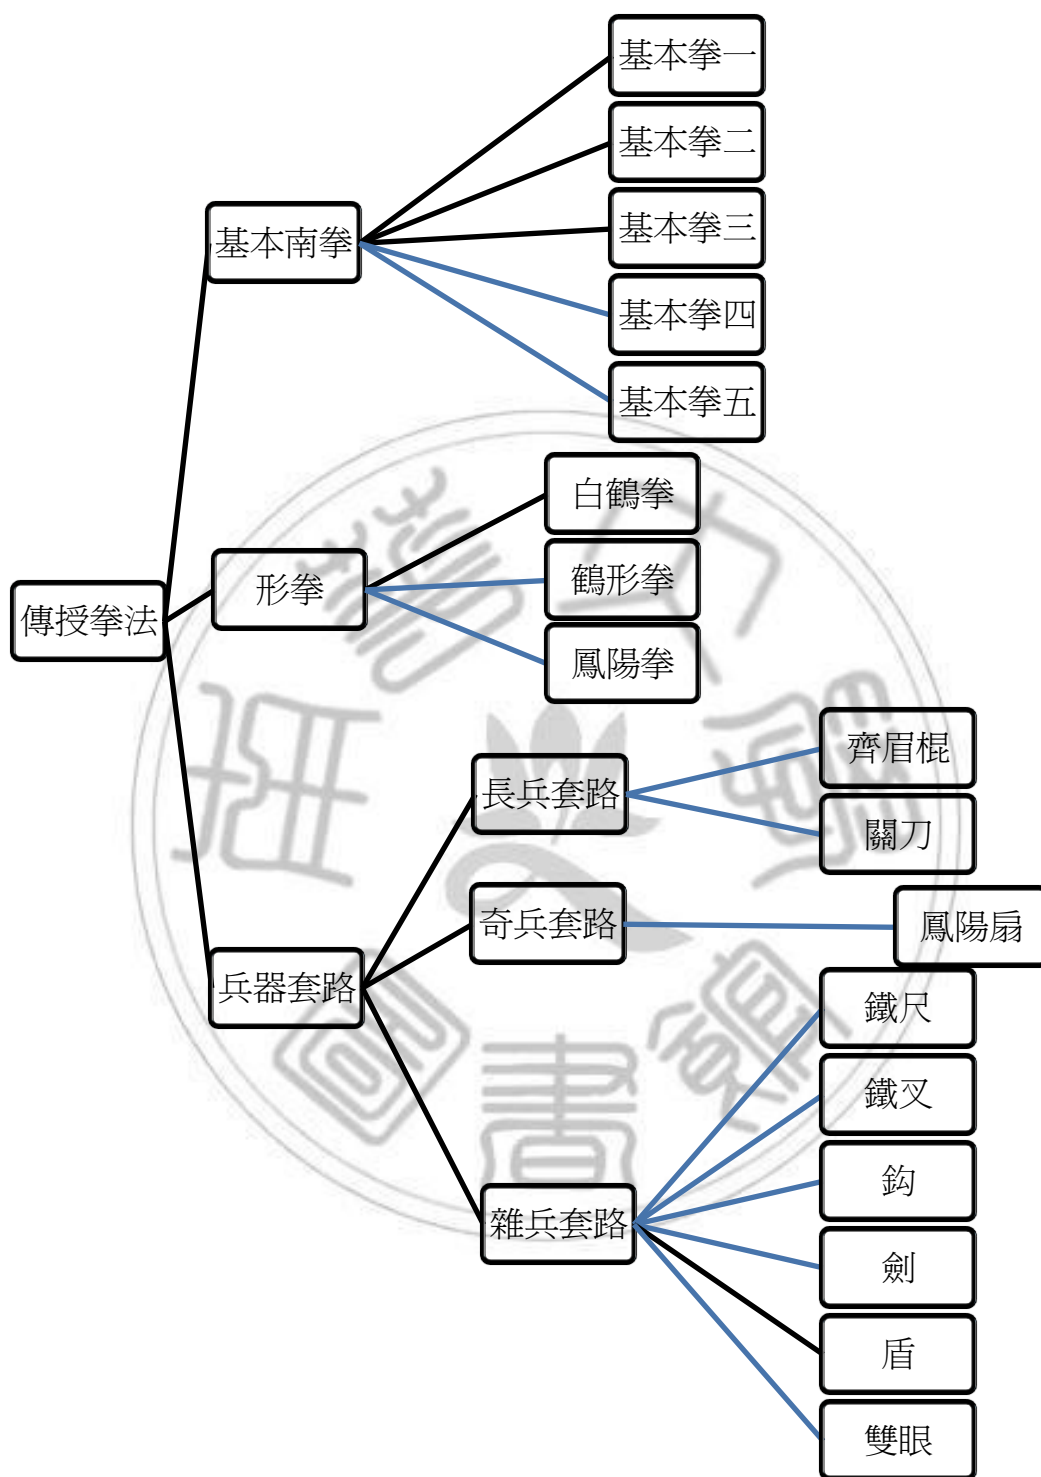 傳授拳法
基本南拳
基本拳一
基本拳二
基本拳三
基本拳四
基本拳五
形拳
白鶴拳
鶴形拳
鳳陽拳
兵器套路
長兵套路
齊眉棍
關刀
奇兵套路
鳳陽扇
雜兵套路
鐵尺
鐵叉
鈎
劍
盾
雙眼